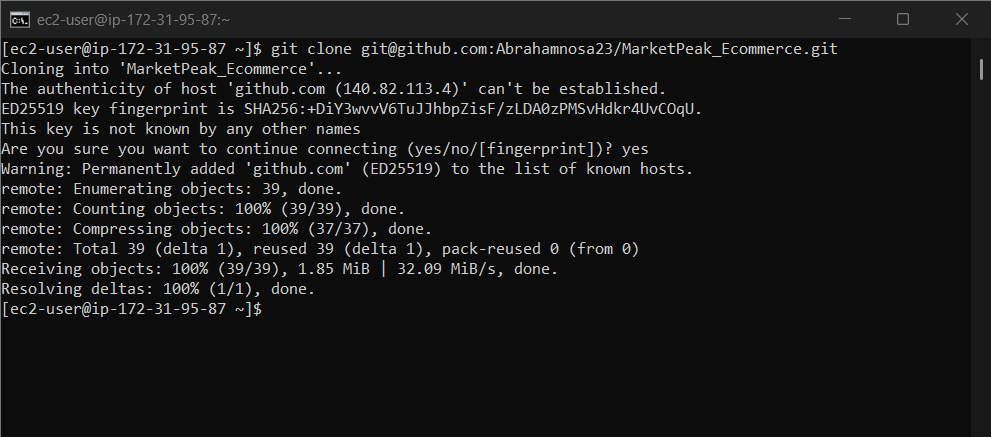 ec2-user@ip-172-31-95-87:~
[ec2-user@ip-172-31-95-87 ~]$ git clone git@github.com:Abrahamnosa23/MarketPeak_Ecommerce.git
Cloning into 'MarketPeak_Ecommerce'...
The authenticity of host 'github.com (140.82.113.4)' can't be established.
ED25519 key fingerprint is SHA256:+DiY3wvvV6TuJJhbpZisF/zLDA0zPMSvHdkr4UvCOqU.
This key is not known by any other names
Are you sure you want to continue connecting (yes/no/[fingerprint])? yes
Warning: Permanently added 'github.com' (ED25519) to the list of known hosts.
remote: Enumerating objects: 39, done.
remote: Counting objects: 100% (39/39), done.
remote: Compressing objects: 100% (37/37), done.
remote: Total 39 (delta 1), reused 39 (delta 1), pack-reused 0 (from 0)
Receiving objects: 100% (39/39), 1.85 MiB | 32.09 MiB/s, done.
Resolving deltas: 100% (1/1), done.
[ec2-user@ip-172-31-95-87 ~]$